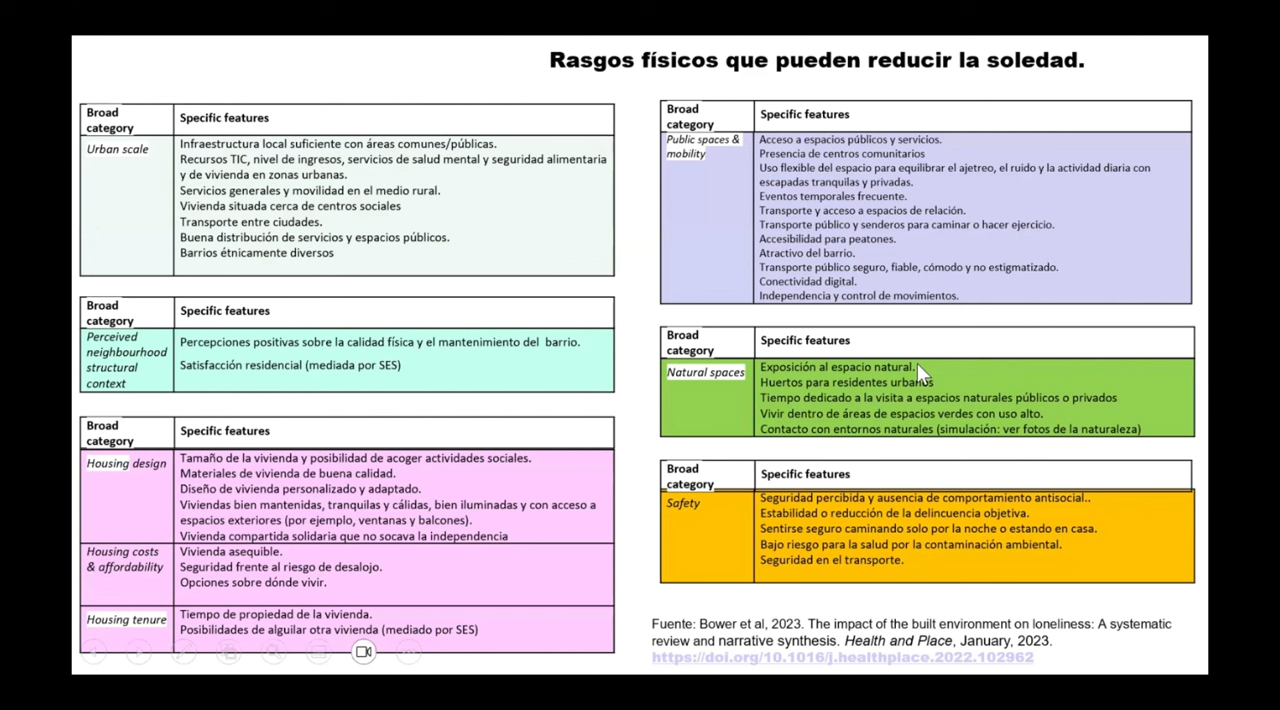 Rasgos físicos que pueden reducir la soledad.
Broad
category
Specific features
Urban scale
Infraestructura local suficiente con áreas comunes/públicas.
Recursos TIC, nivel de ingresos, servicios de salud mental y seguridad alimentaria
y de vivienda en zonas urbanas.
Servicios generales y movilidad en el medio rural.
Vivienda situada cerca de centros sociales
Transporte entre ciudades.
Buena distribución de servicios y espacios públicos.
Barrios étnicamente diversos
Broad
category
Specific features
Perceived
neighbourhood
structural
context
Percepciones positivas sobre la calidad física y el mantenimiento del barrio.
Satisfacción residencial (mediada por SES)
Broad
category
Specific features
Housing design
Tamaño de la vivienda y posibilidad de acoger actividades sociales.
Materiales de vivienda de buena calidad.
Diseño de vivienda personalizado y adaptado.
Viviendas bien mantenidas, tranquilas y cálidas, bien iluminadas y con acceso a
espacios exteriores (por ejemplo, ventanas y balcones).
Vivienda compartida solidaria que no socava la independencia
Housing costs
& affordability
Vivienda asequible.
Seguridad frente al riesgo de desalojo.
Opciones sobre dónde vivir.
Housing tenure
Tiempo de propiedad de la vivienda.
Posibilidades de alguilar otra vivienda (mediado por SES)
Broad
category
Specific features
Public spaces &
mobility
Acceso a espacios públicos y servicios.
Presencia de centros comunitarios
Uso flexible del espacio para equilibrar el ajetreo, el ruido y la actividad diaria con
escapadas tranquilas y privadas.
Eventos temporales frecuente.
Transporte y acceso a espacios de relación.
Transporte público y senderos para caminar o hacer ejercicio.
Accesibilidad para peatones.
Atractivo del barrio.
Transporte público seguro, fiable, cómodo y no estigmatizado.
Conectividad digital.
Independencia y control de movimientos.
Broad
category
Specific features
Natural spaces
Exposición al espacio natural.
Huertos para residentes urbanos
Tiempo dedicado a la visita a espacios naturales públicos o privados
Vivir dentro de áreas de espacios verdes con uso alto.
Contacto con entornos naturales (simulación: ver fotos de la naturaleza)
Broad
category
Specific features
Safety
Seguridad percibida y ausencia de comportamiento antisocial..
Estabilidad o reducción de la delincuencia objetiva.
Sentirse seguro caminando solo por la noche o estando en casa.
Bajo riesgo para la salud por la contaminación ambiental.
Seguridad en el transporte.
Fuente: Bower et al, 2023. The impact of the built environment on loneliness: A systematic
review and narrative synthesis. Health and Place, January, 2023.
https://doi.org/10.1016/j.healthplace.2022.102962